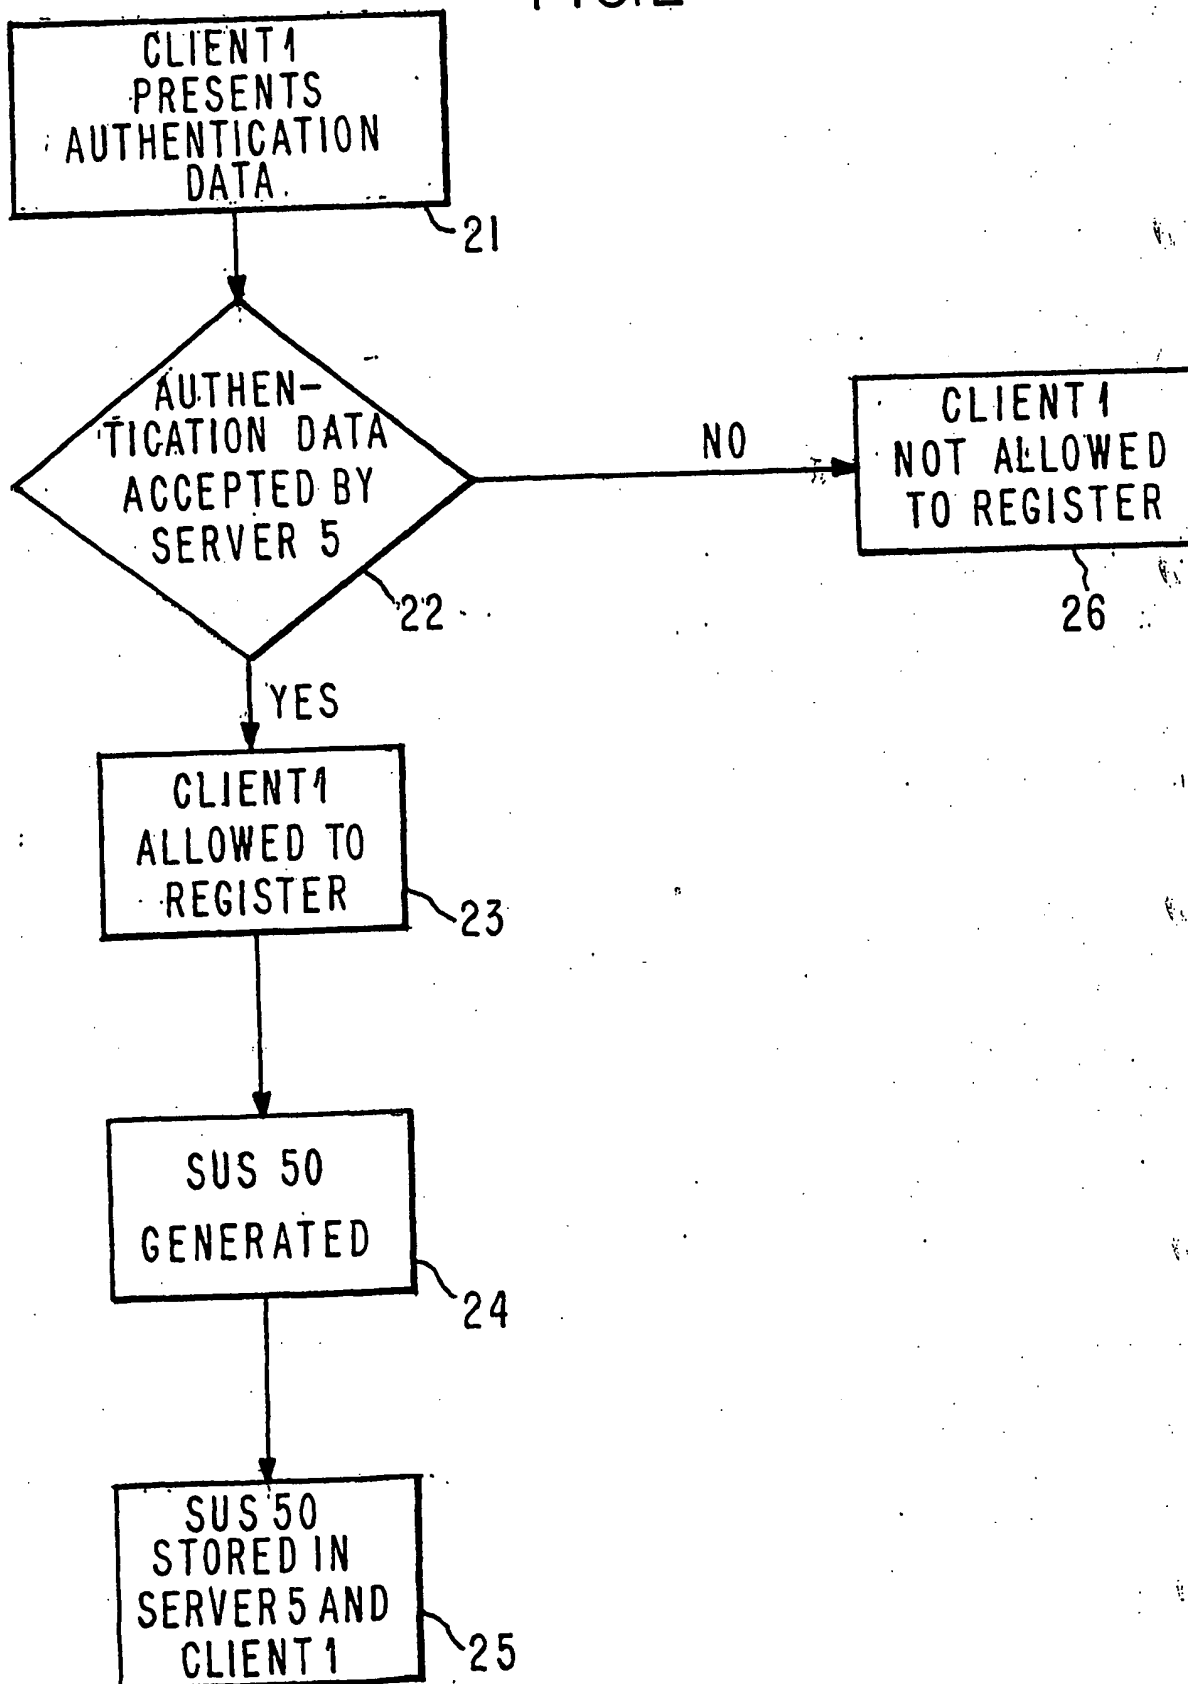 CLIENT 1
PRESENTS
AUTHENTICATION
DATA
21
AUTHEN-
TICATION DATA
ACCEPTED BY
SERVER 5
22
NO
CLIENT 1
NOT ALLOWED
TO REGISTER
26
YES
CLIENT 1
ALLOWED TO
REGISTER
23
SUS 50
GENERATED
24
SUS 50
STORED IN
SERVER 5 AND
CLIENT 1
25